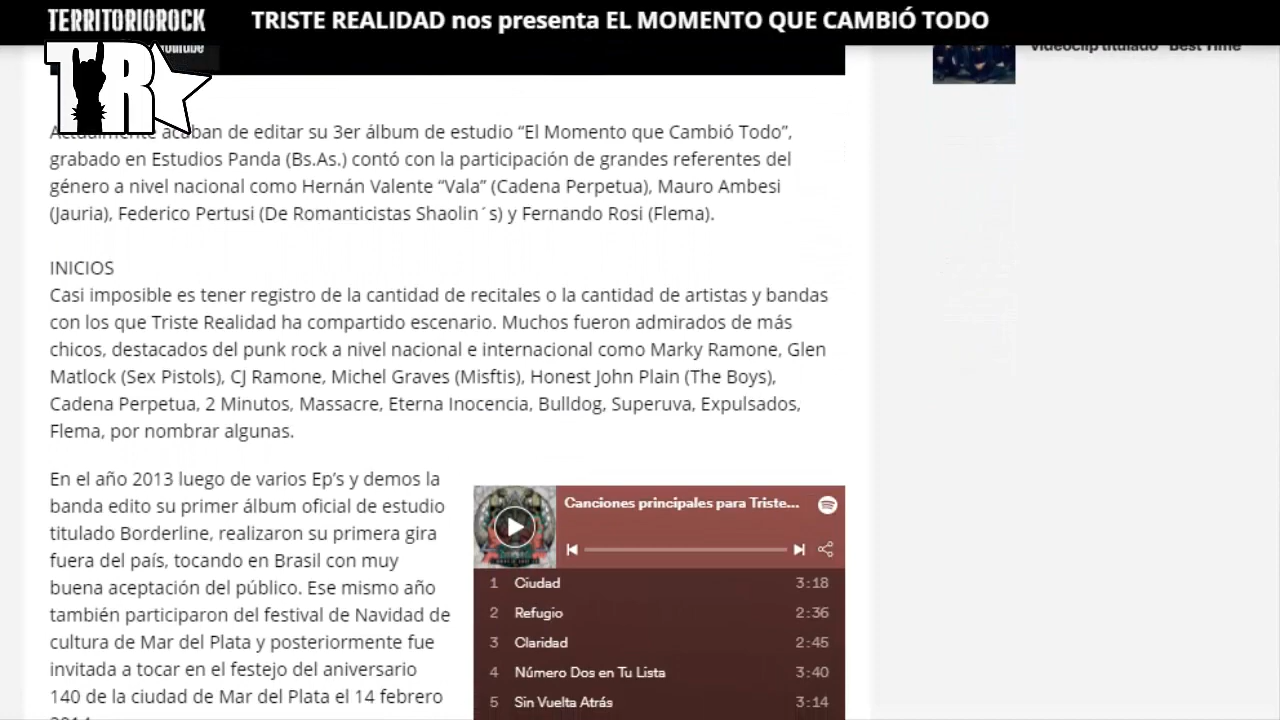 TERRITORIOROCK
TRISTE REALIDAD nos presenta EL MOMENTO QUE CAMBIÓ TODO
YouTube
videoclip titulado "Best Time"
TR
Actualmente acaban de editar su 3er álbum de estudio “El Momento que Cambió Todo”,
grabado en Estudios Panda (Bs.As.) contó con la participación de grandes referentes del
género a nivel nacional como Hernán Valente “Vala” (Cadena Perpetua), Mauro Ambesi
(Jauria), Federico Pertusi (De Romanticistas Shaolin´s) y Fernando Rosi (Flema).
INICIOS
Casi imposible es tener registro de la cantidad de recitales o la cantidad de artistas y bandas
con los que Triste Realidad ha compartido escenario. Muchos fueron admirados de más
chicos, destacados del punk rock a nivel nacional e internacional como Marky Ramone, Glen
Matlock (Sex Pistols), CJ Ramone, Michel Graves (Misftis), Honest John Plain (The Boys),
Cadena Perpetua, 2 Minutos, Massacre, Eterna Inocencia, Bulldog, Superuva, Expulsados,
Flema, por nombrar algunas.
En el año 2013 luego de varios Ep’s y demos la
banda edito su primer álbum oficial de estudio
titulado Borderline, realizaron su primera gira
fuera del país, tocando en Brasil con muy
buena aceptación del público. Ese mismo año
también participaron del festival de Navidad de
cultura de Mar del Plata y posteriormente fue
invitada a tocar en el festejo del aniversario
140 de la ciudad de Mar del Plata el 14 febrero
2014
Canciones principales para Triste...
1 Ciudad 3:18
2 Refugio 2:36
3 Claridad 2:45
4 Número Dos en Tu Lista 3:40
5 Sin Vuelta Atrás 3:14